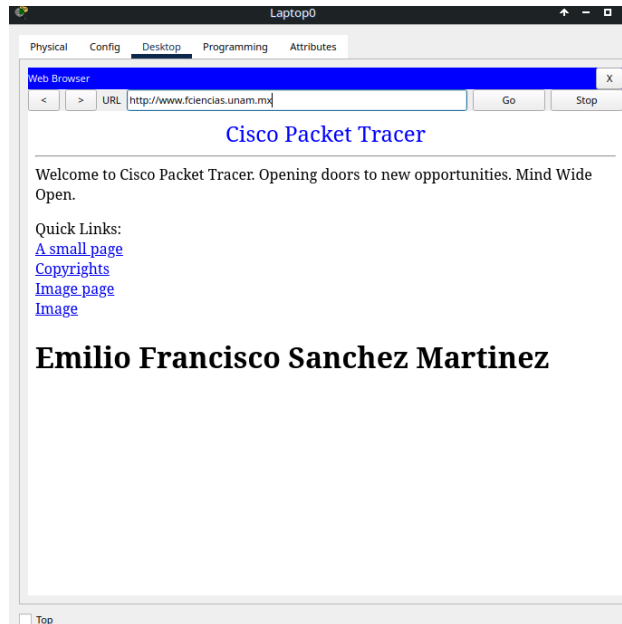 Laptop0
Physical Config Desktop Programming Attributes
Web Browser X
< > URL http://www.fciencias.unam.mx Go Stop
Cisco Packet Tracer
Welcome to Cisco Packet Tracer. Opening doors to new opportunities. Mind Wide
Open.
Quick Links:
A small page
Copyrights
Image page
Image
Emilio Francisco Sanchez Martinez
Top